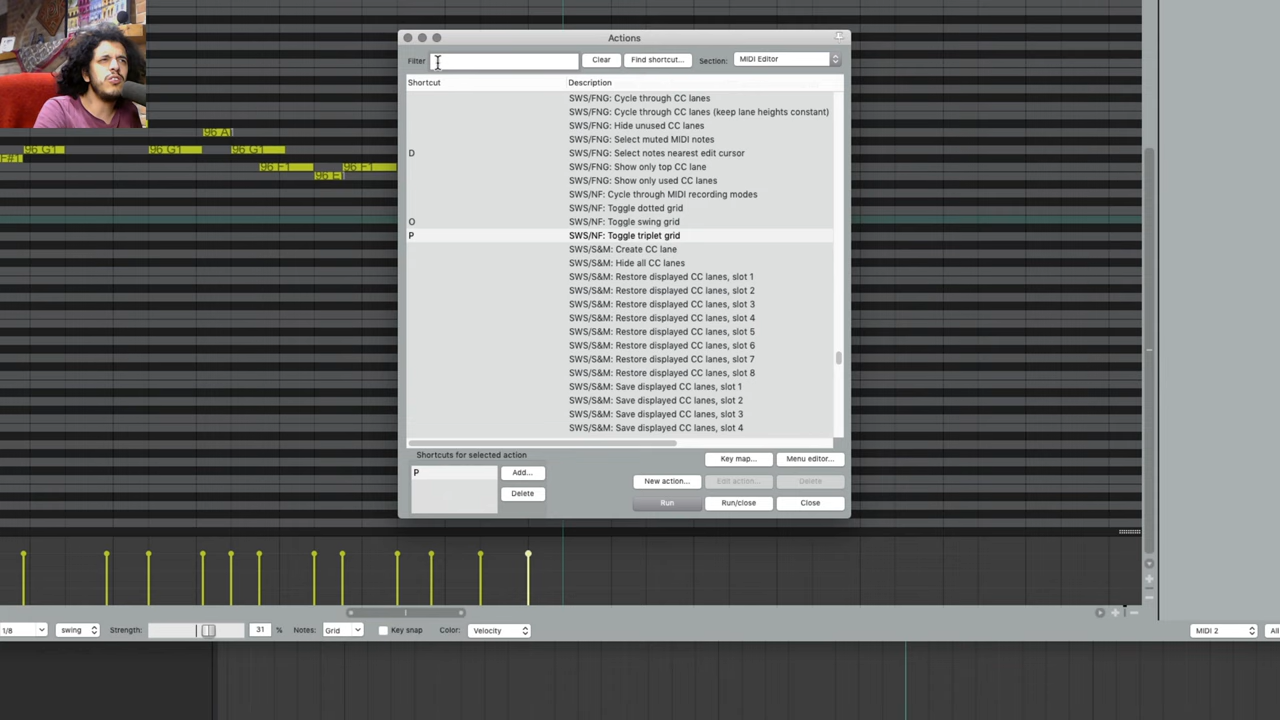 Actions
Filter
Clear
Find shortcut...
Section:
MIDI Editor
Shortcut
Description
SWS/FNG: Cycle through CC lanes
SWS/FNG: Cycle through CC lanes (keep lane heights constant)
SWS/FNG: Hide unused CC lanes
SWS/FNG: Select muted MIDI notes
D SWS/FNG: Select notes nearest edit cursor
SWS/FNG: Show only top CC lane
SWS/FNG: Show only used CC lanes
SWS/NF: Cycle through MIDI recording modes
SWS/NF: Toggle dotted grid
O SWS/NF: Toggle swing grid
P SWS/NF: Toggle triplet grid
SWS/S&M: Create CC lane
SWS/S&M: Hide all CC lanes
SWS/S&M: Restore displayed CC lanes, slot 1
SWS/S&M: Restore displayed CC lanes, slot 2
SWS/S&M: Restore displayed CC lanes, slot 3
SWS/S&M: Restore displayed CC lanes, slot 4
SWS/S&M: Restore displayed CC lanes, slot 5
SWS/S&M: Restore displayed CC lanes, slot 6
SWS/S&M: Restore displayed CC lanes, slot 7
SWS/S&M: Restore displayed CC lanes, slot 8
SWS/S&M: Save displayed CC lanes, slot 1
SWS/S&M: Save displayed CC lanes, slot 2
SWS/S&M: Save displayed CC lanes, slot 3
SWS/S&M: Save displayed CC lanes, slot 4
Shortcuts for selected action
P
Add...
Delete
Key map...
Menu editor...
New action...
Edit action...
Delete
Run
Run/close
Close
96 G1
96 G1
96 G1
96 F1
96 F1
1/8
swing
Strength:
31 %
Notes:
Grid
Key snap
Color:
Velocity
MIDI 2